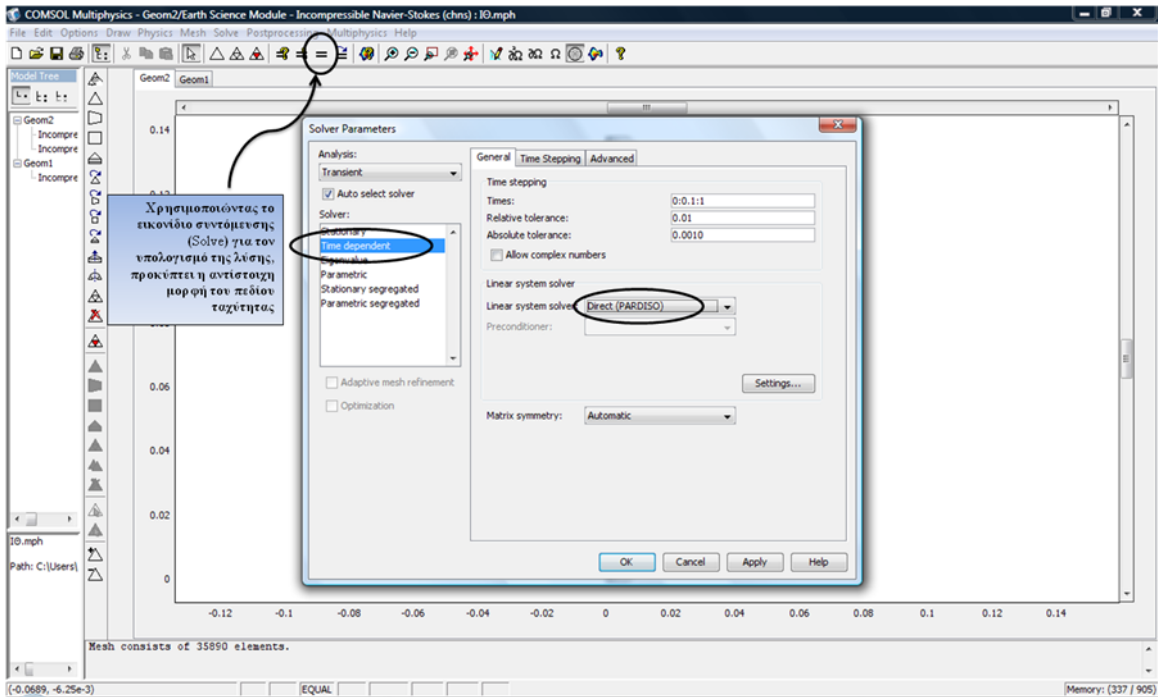 COMSOL Multiphysics - Geom2/Earth Science Module - Incompressible Navier-Stokes (chns) : ΙΘ.mph
File Edit Options Draw Physics Mesh Solve Postprocessing Multiphysics Help
Model Tree
Geom2
Incompre
Incompre
Geom1
Incompre
Geom2 Geom1
0.14
0.12
0.06
0.04
0.02
0
-0.12 -0.1 -0.08 -0.06 -0.04 -0.02 0 0.02 0.04 0.06 0.08 0.1 0.12 0.14
Χρησιμοποιώντας το
εικονίδιο συντόμευσης
(Solve) για τον
υπολογισμό της λύσης,
προκύπτει η αντίστοιχη
μορφή του πεδίου
ταχύτητας
Solver Parameters
Analysis:
Transient
Auto select solver
Solver:
Stationary
Time dependent
Eigenvalue
Parametric
Stationary segregated
Parametric segregated
Adaptive mesh refinement
Optimization
General Time Stepping Advanced
Time stepping
Times: 0:0.1:1
Relative tolerance: 0.01
Absolute tolerance: 0.0010
Allow complex numbers
Linear system solver
Linear system solver: Direct (PARDISO)
Preconditioner:
Settings...
Matrix symmetry: Automatic
OK Cancel Apply Help
ΙΘ.mph
Path: C:\Users\
Mesh consists of 35890 elements.
(-0.0689, -6.25e-3) EQUAL Memory: (337 / 905)